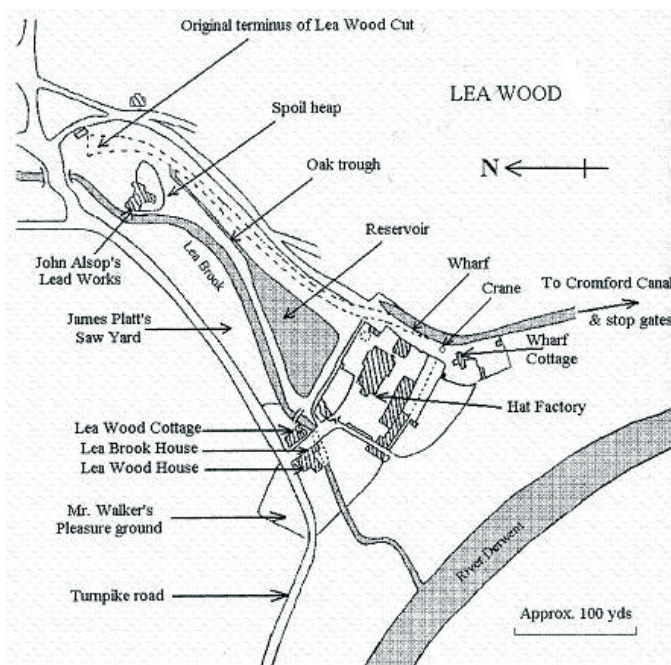 Original terminus of Lea Wood Cut
LEA WOOD
Spoil heap
N
Oak trough
Reservoir
John Alsop's
Lead Works
Lea Brook
Wharf
Crane
To Cromford Canal
& stop gates
James Platt's
Saw Yard
Wharf
Cottage
Hat Factory
Lea Wood Cottage
Lea Brook House
Lea Wood House
Mr. Walker's
Pleasure ground
River Derwent
Turnpike road
Approx. 100 yds